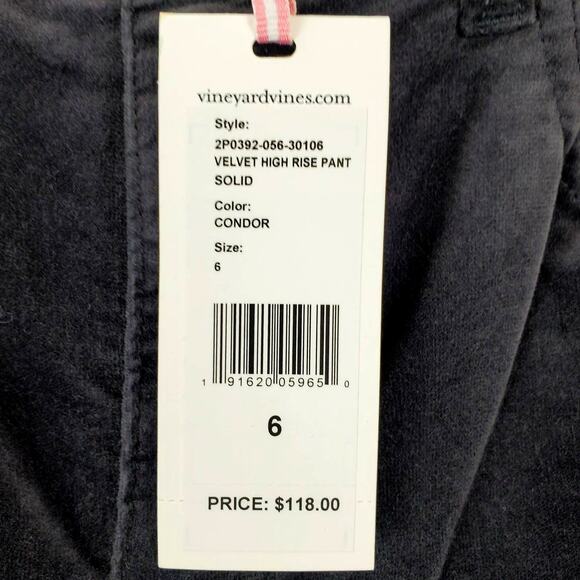 vineyardvines.com
Style:
2P0392-056-30106
VELVET HIGH RISE PANT
SOLID
Color:
CONDOR
Size:
6
1 91620 05965 0
6
PRICE: $118.00